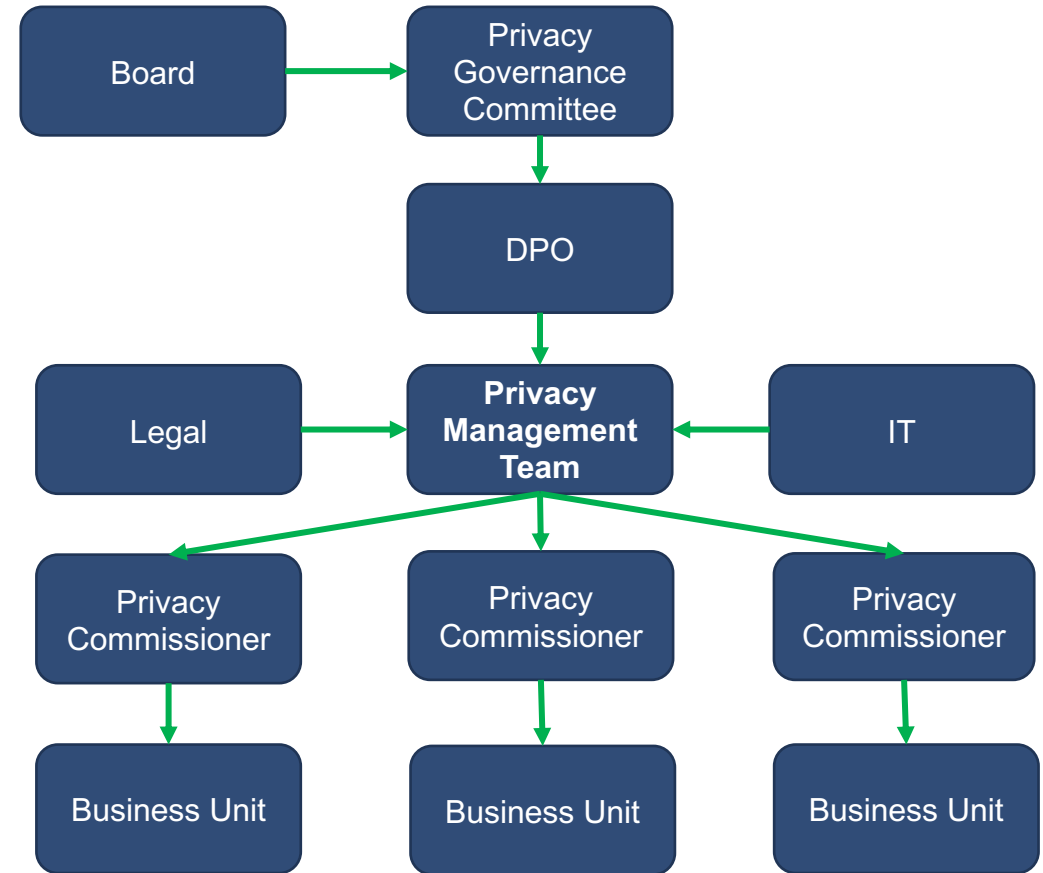 Board
Privacy
Governance
Committee
DPO
Legal
Privacy
Management
Team
IT
Privacy
Commissioner
Privacy
Commissioner
Privacy
Commissioner
Business Unit
Business Unit
Business Unit